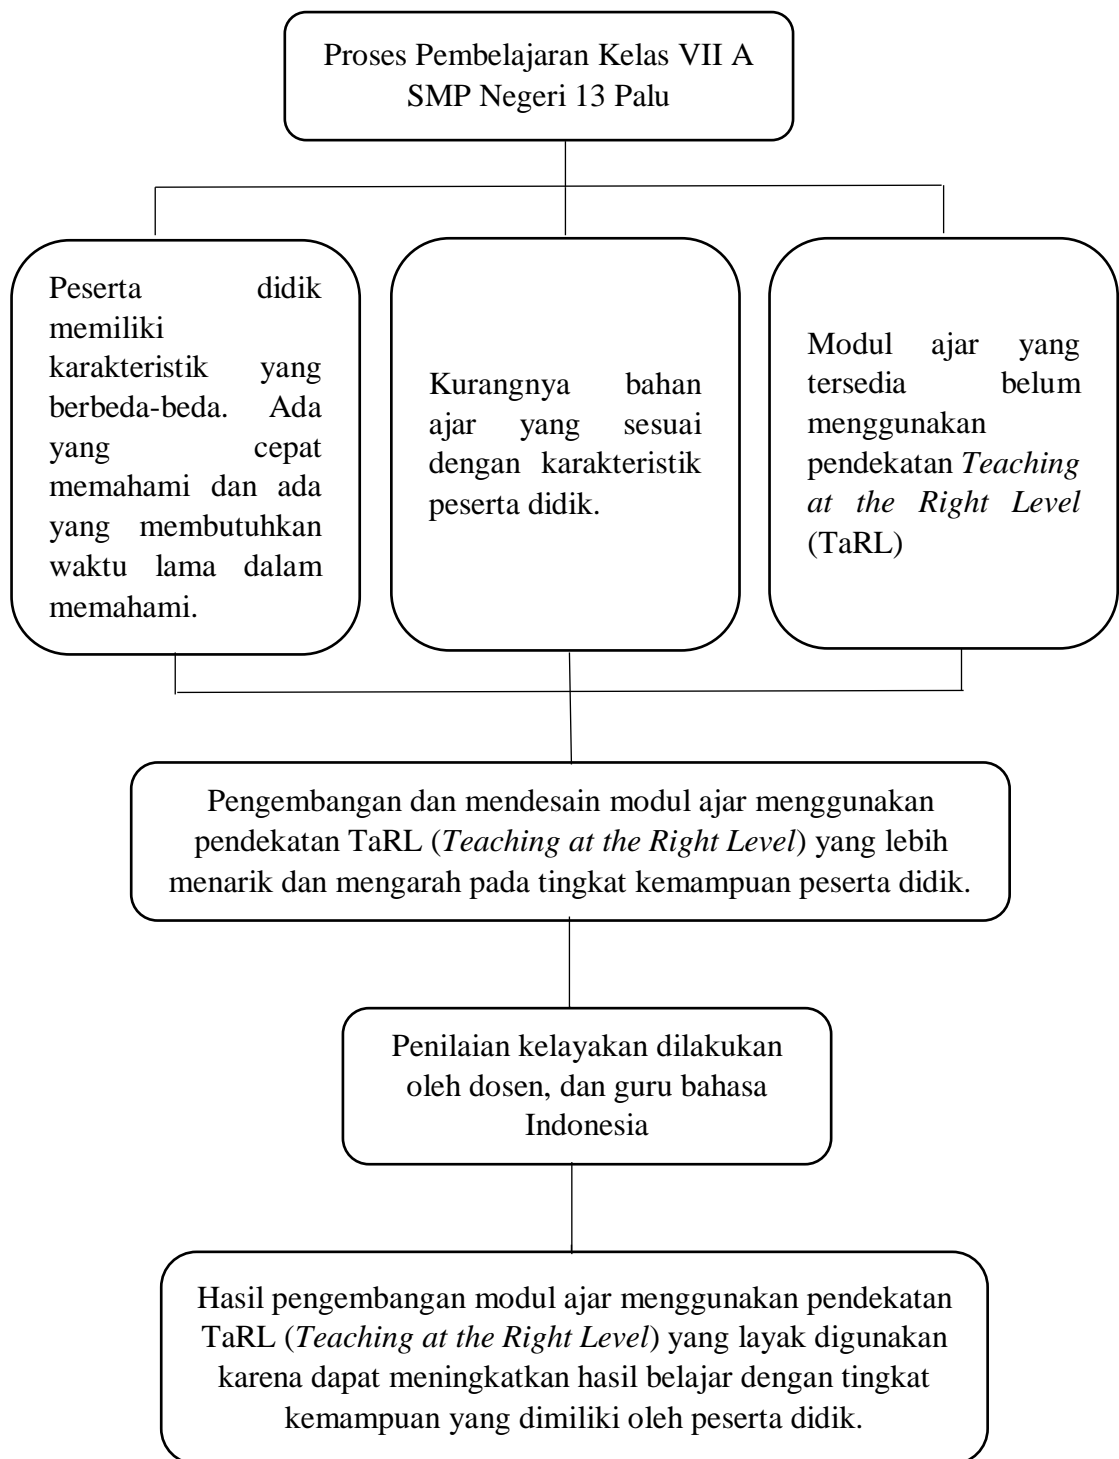 Proses Pembelajaran Kelas VII A
SMP Negeri 13 Palu
Peserta didik
memiliki
karakteristik yang
berbeda-beda. Ada
yang cepat
memahami dan ada
yang membutuhkan
waktu lama dalam
memahami.
Kurangnya bahan
ajar yang sesuai
dengan karakteristik
peserta didik.
Modul ajar yang
tersedia belum
menggunakan
pendekatan Teaching
at the Right Level
(TaRL)
Pengembangan dan mendesain modul ajar menggunakan
pendekatan TaRL (Teaching at the Right Level) yang lebih
menarik dan mengarah pada tingkat kemampuan peserta didik.
Penilaian kelayakan dilakukan
oleh dosen, dan guru bahasa
Indonesia
Hasil pengembangan modul ajar menggunakan pendekatan
TaRL (Teaching at the Right Level) yang layak digunakan
karena dapat meningkatkan hasil belajar dengan tingkat
kemampuan yang dimiliki oleh peserta didik.